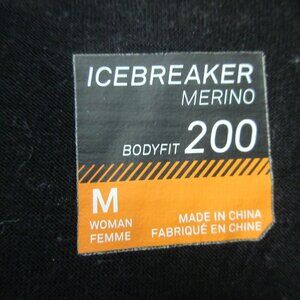 ICEBREAKER
MERINO
BODYFIT 200
M
WOMAN
FEMME
MADE IN CHINA
FABRIQUÉ EN CHINE